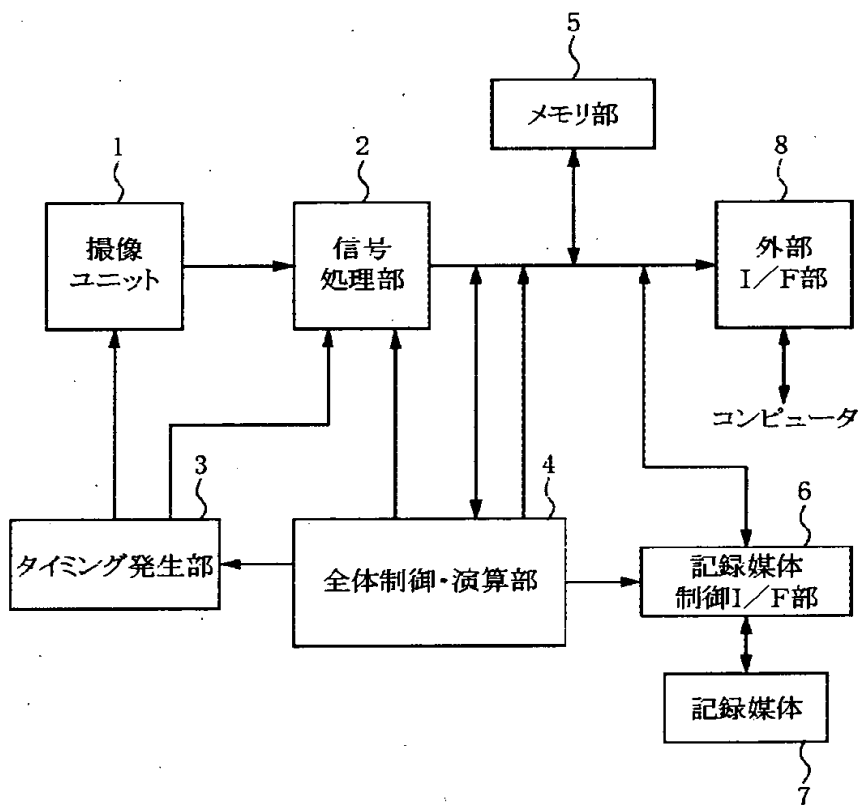 5
メモリ部
1
2
8
撮像
ユニット
信号
処理部
外部
I／F部
コンピュータ
3
4
6
タイミング発生部
全体制御・演算部
記録媒体
制御I／F部
記録媒体
7